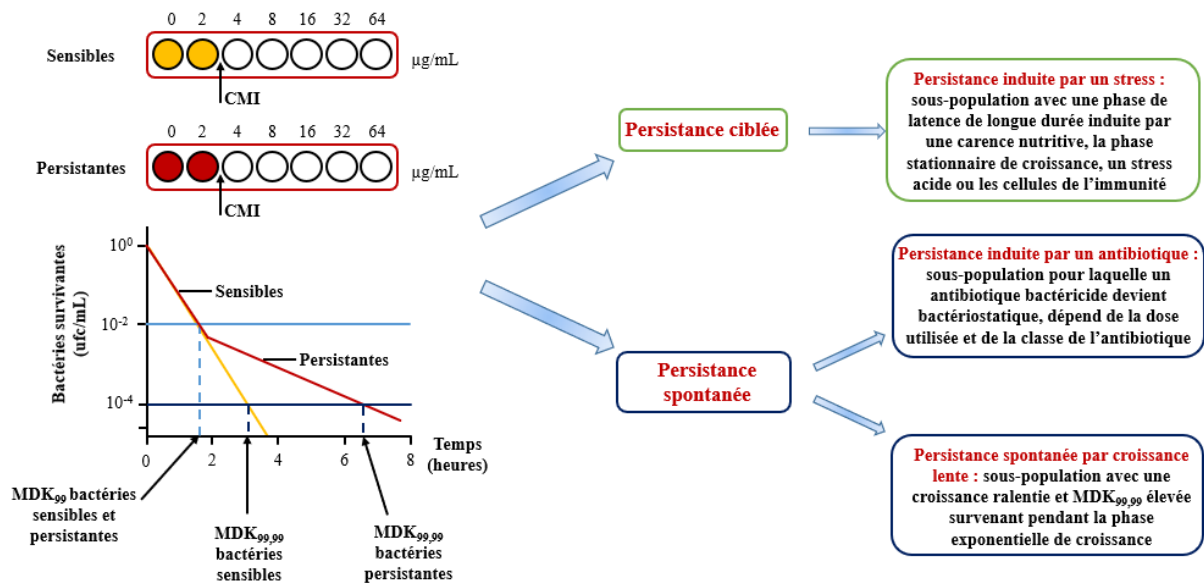 0 2 4 8 16 32 64
Sensibles
µg/mL
CMI
0 2 4 8 16 32 64
Persistantes
µg/mL
CMI
Bactéries survivantes
(ufc/mL)
10⁰
10⁻²
10⁻⁴
Sensibles
Persistantes
0 2 4 6 8
Temps
(heures)
MDK₉₉ bactéries
sensibles et
persistantes
MDK₉₉,₉₉
bactéries
sensibles
MDK₉₉,₉₉
bactéries
persistantes
Persistance ciblée
Persistance
spontanée
Persistance induite par un stress :
sous-population avec une phase de
latence de longue durée induite par
une carence nutritive, la phase
stationnaire de croissance, un stress
acide ou les cellules de l’immunité
Persistance induite par un antibiotique :
sous-population pour laquelle un
antibiotique bactéricide devient
bactériostatique, dépend de la dose
utilisée et de la classe de l’antibiotique
Persistance spontanée par croissance
lente : sous-population avec une
croissance ralentie et MDK₉₉,₉₉ élevée
survenant pendant la phase
exponentielle de croissance